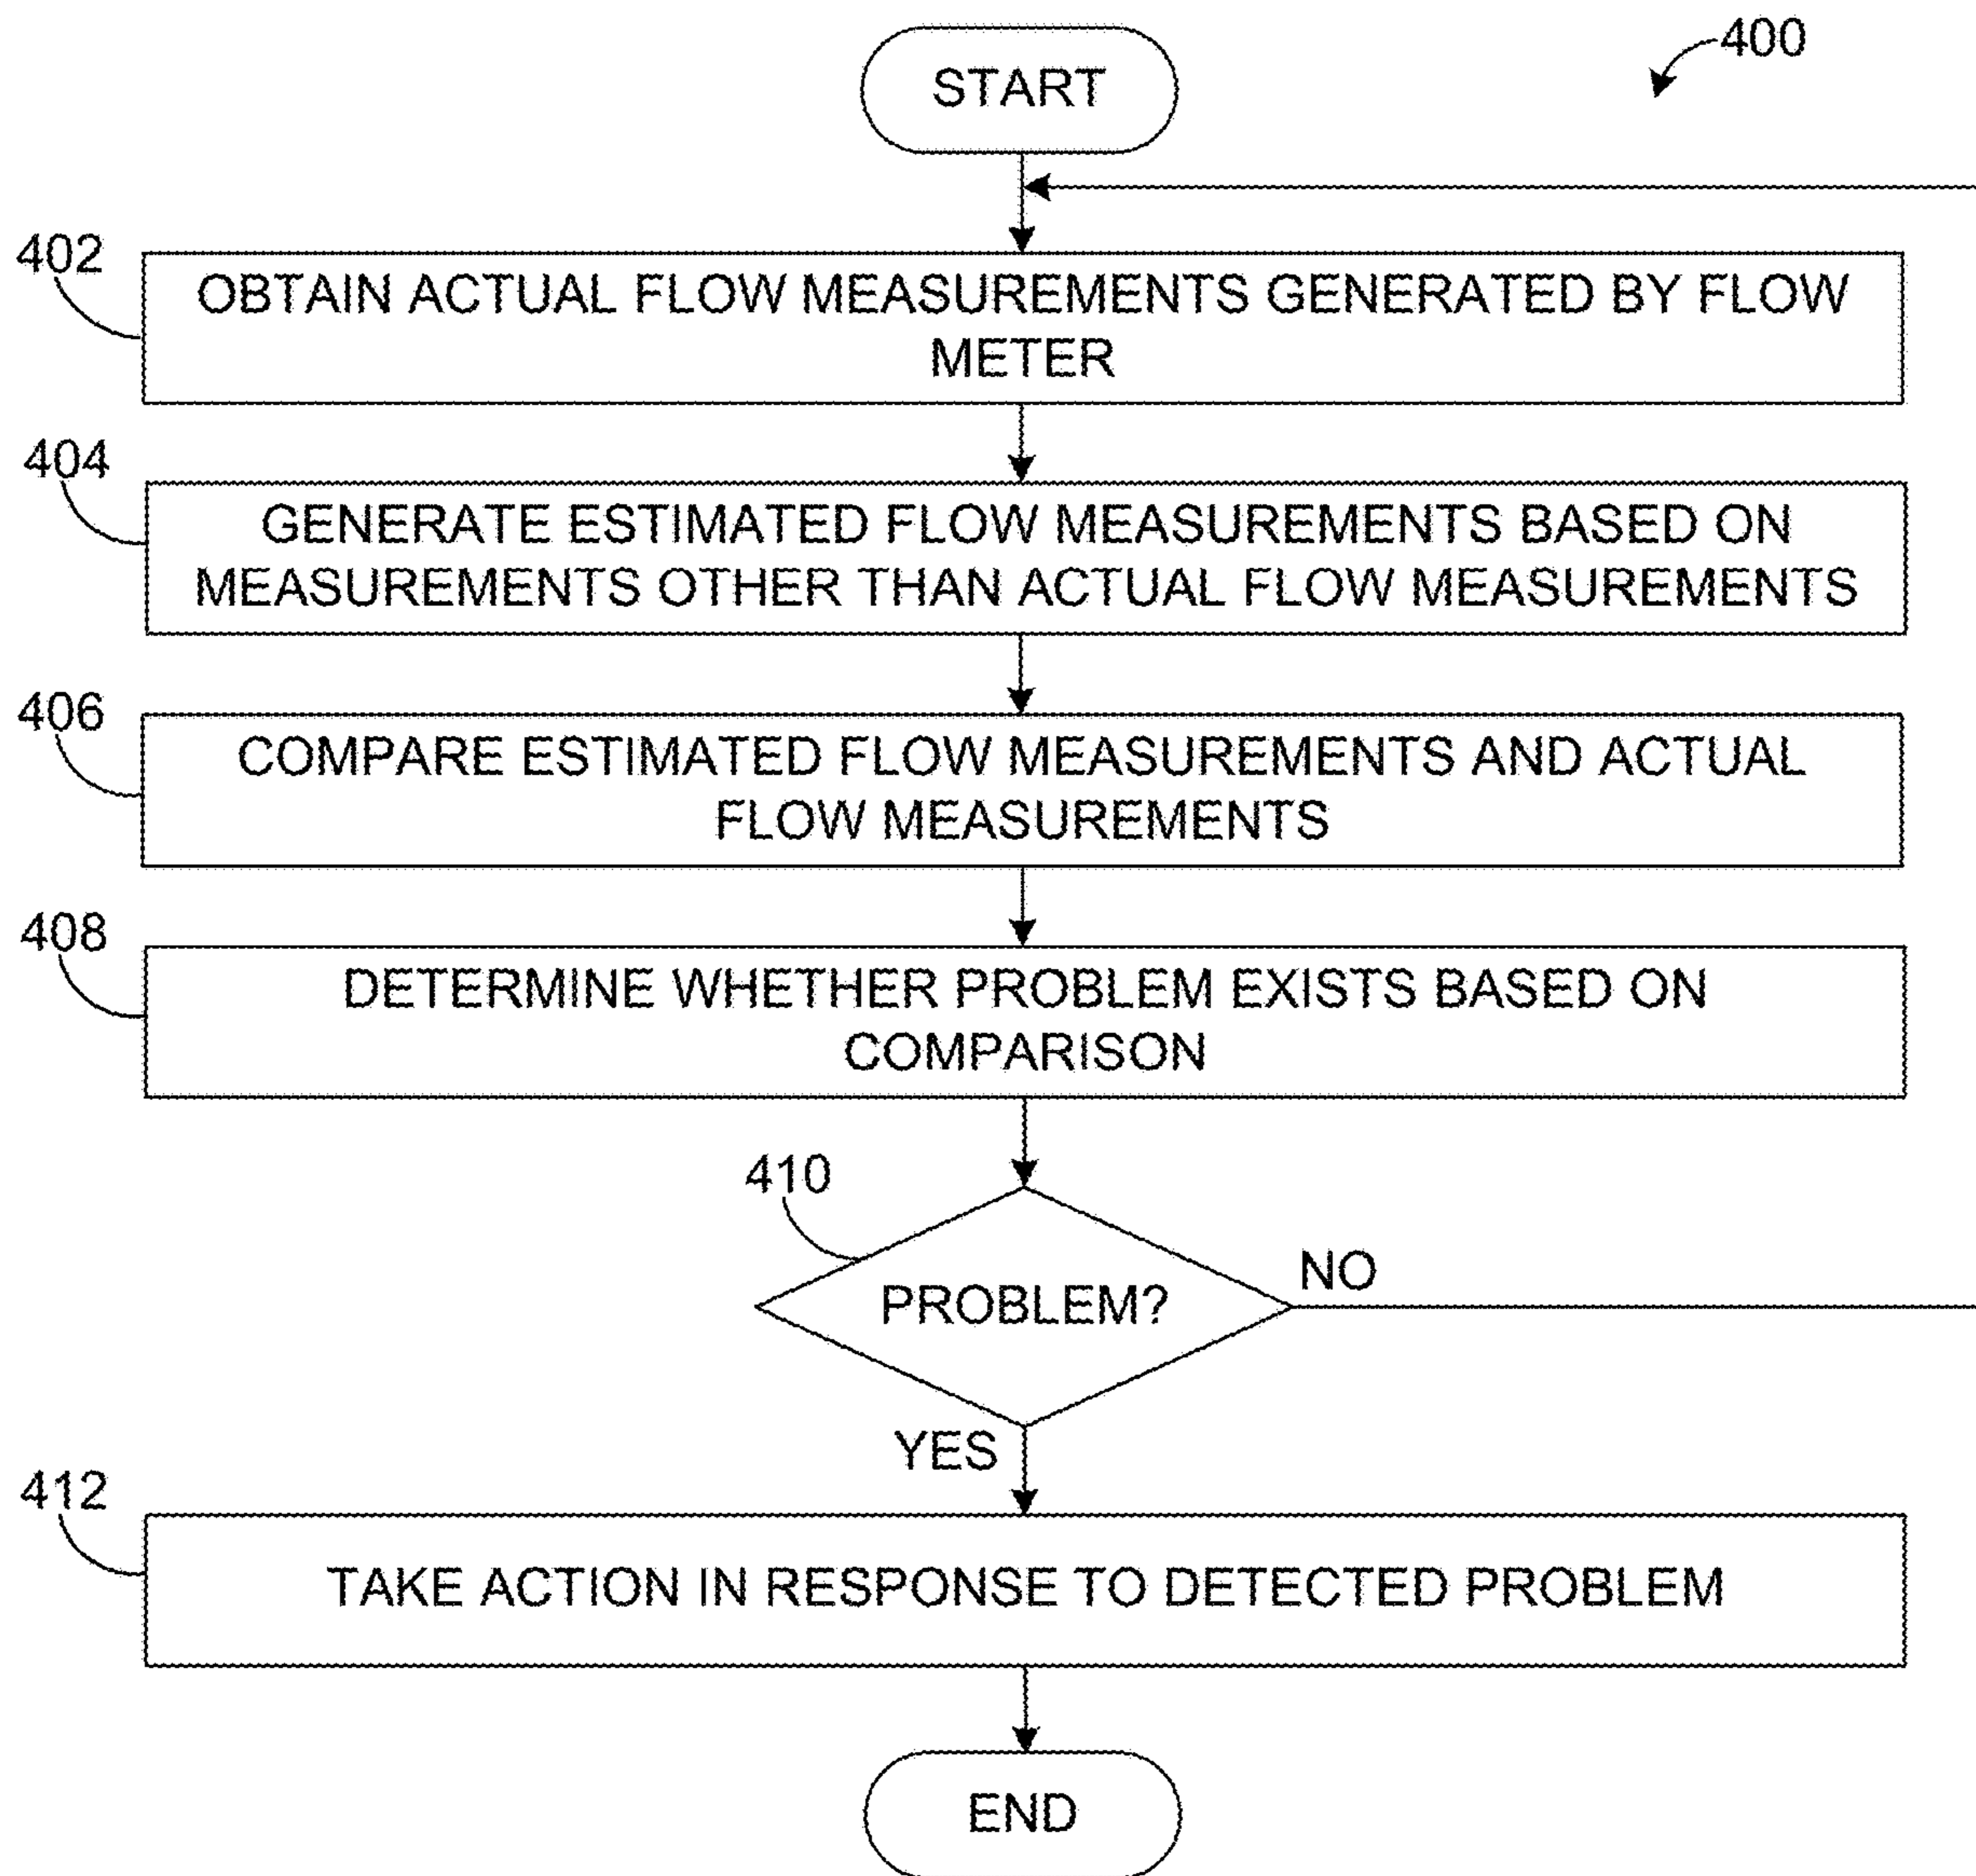 START
400
402
OBTAIN ACTUAL FLOW MEASUREMENTS GENERATED BY FLOW
METER
404
GENERATE ESTIMATED FLOW MEASUREMENTS BASED ON
MEASUREMENTS OTHER THAN ACTUAL FLOW MEASUREMENTS
406
COMPARE ESTIMATED FLOW MEASUREMENTS AND ACTUAL
FLOW MEASUREMENTS
408
DETERMINE WHETHER PROBLEM EXISTS BASED ON
COMPARISON
410
PROBLEM?
NO
YES
412
TAKE ACTION IN RESPONSE TO DETECTED PROBLEM
END